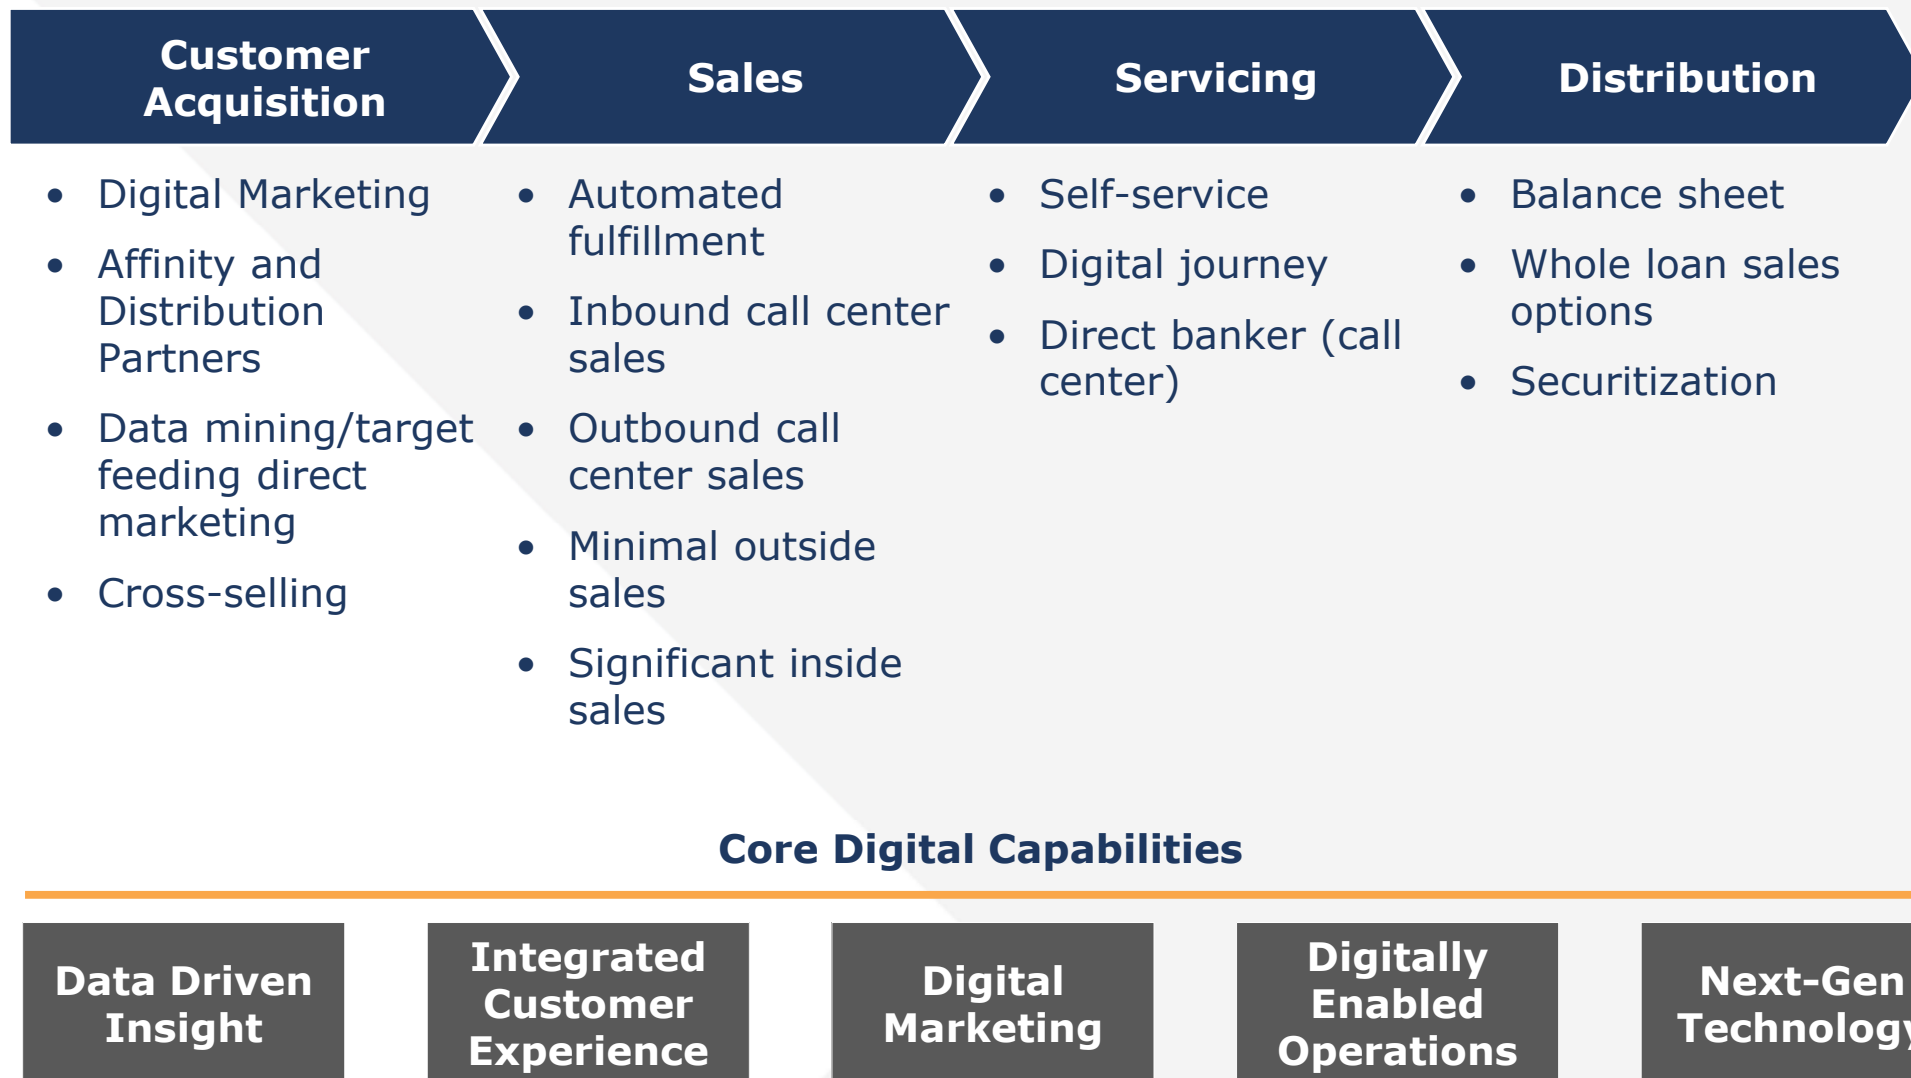 Customer
Acquisition
Sales
Servicing
Distribution
• Digital Marketing
• Affinity and
Distribution
Partners
• Data mining/target
feeding direct
marketing
• Cross-selling
• Automated
fulfillment
• Inbound call center
sales
• Outbound call
center sales
• Minimal outside
sales
• Significant inside
sales
• Self-service
• Digital journey
• Direct banker (call
center)
• Balance sheet
• Whole loan sales
options
• Securitization
Core Digital Capabilities
Data Driven
Insight
Integrated
Customer
Experience
Digital
Marketing
Digitally
Enabled
Operations
Next-Gen
Technology